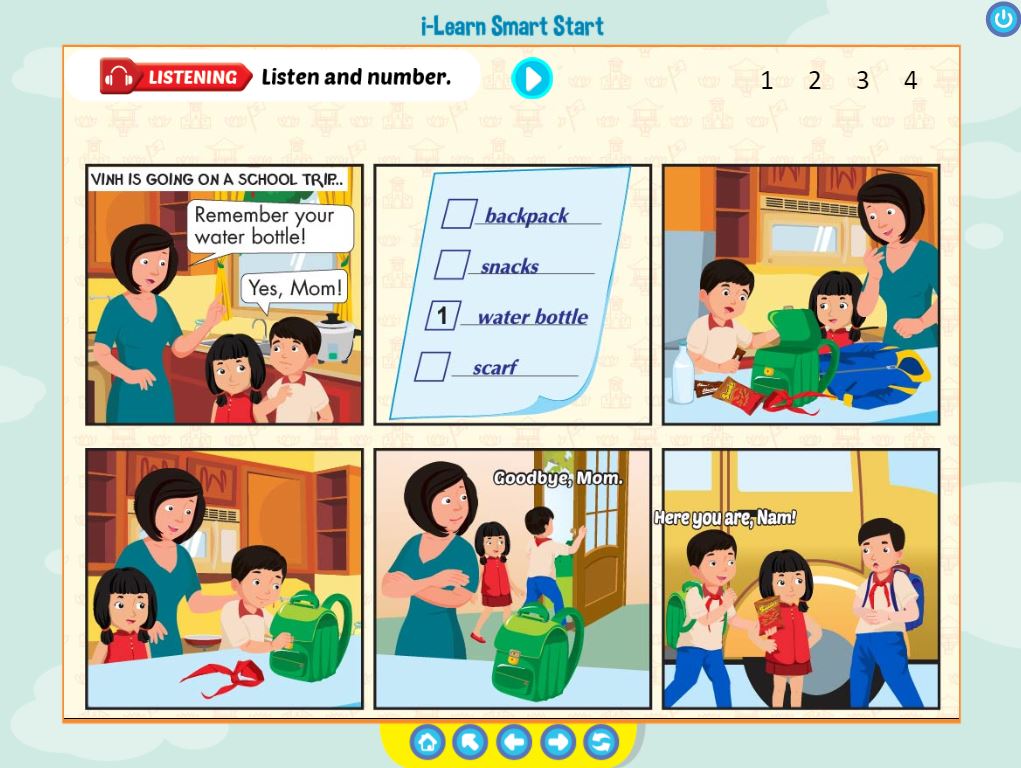 i-Learn Smart Start
LISTENING Listen and number.
1 2 3 4
VINH IS GOING ON A SCHOOL TRIP..
Remember your
water bottle!
Yes, Mom!
backpack
snacks
1 water bottle
scarf
Goodbye, Mom.
Here you are, Nam!